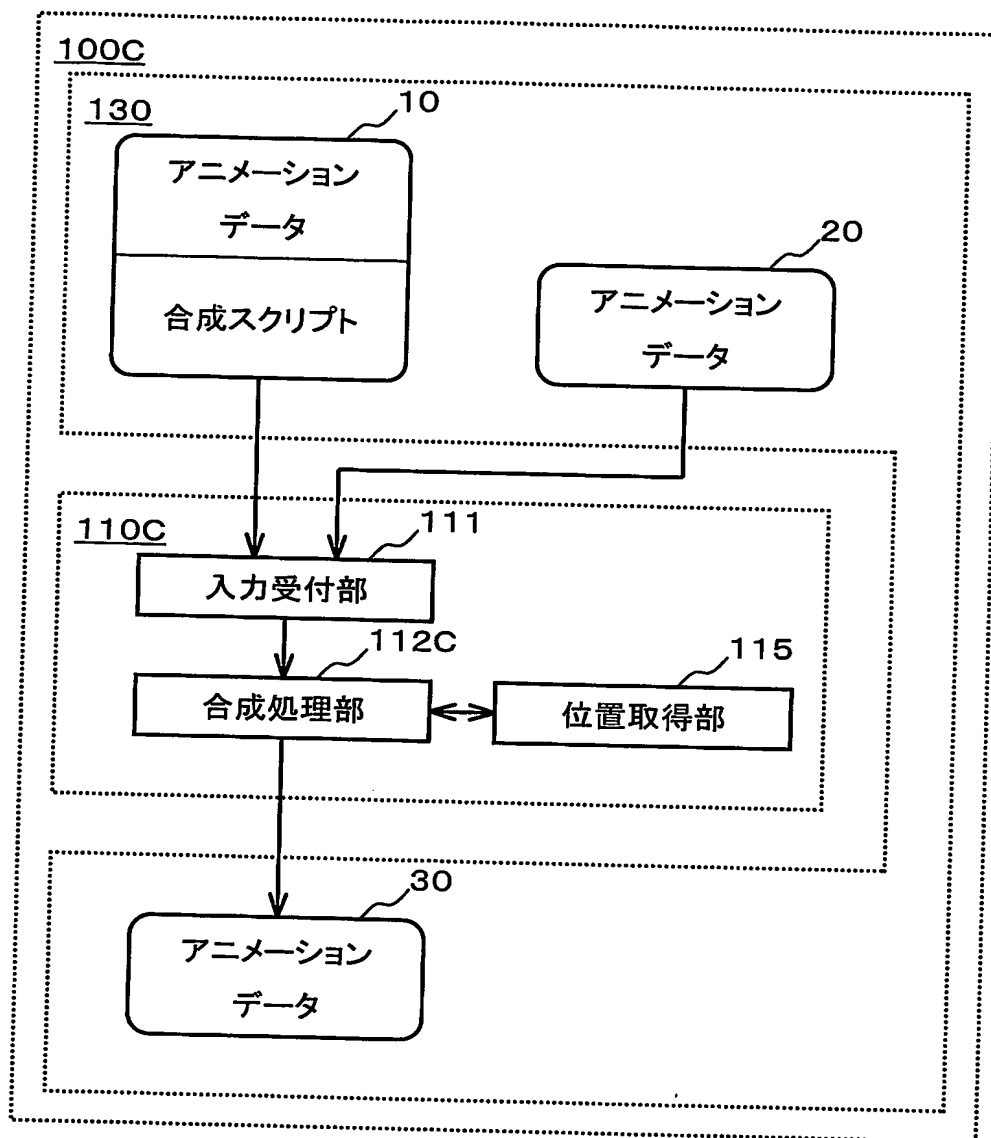 100C
130
10
アニメーション
データ
合成スクリプト
20
アニメーション
データ
110C
111
入力受付部
112C
合成処理部
115
位置取得部
30
アニメーション
データ